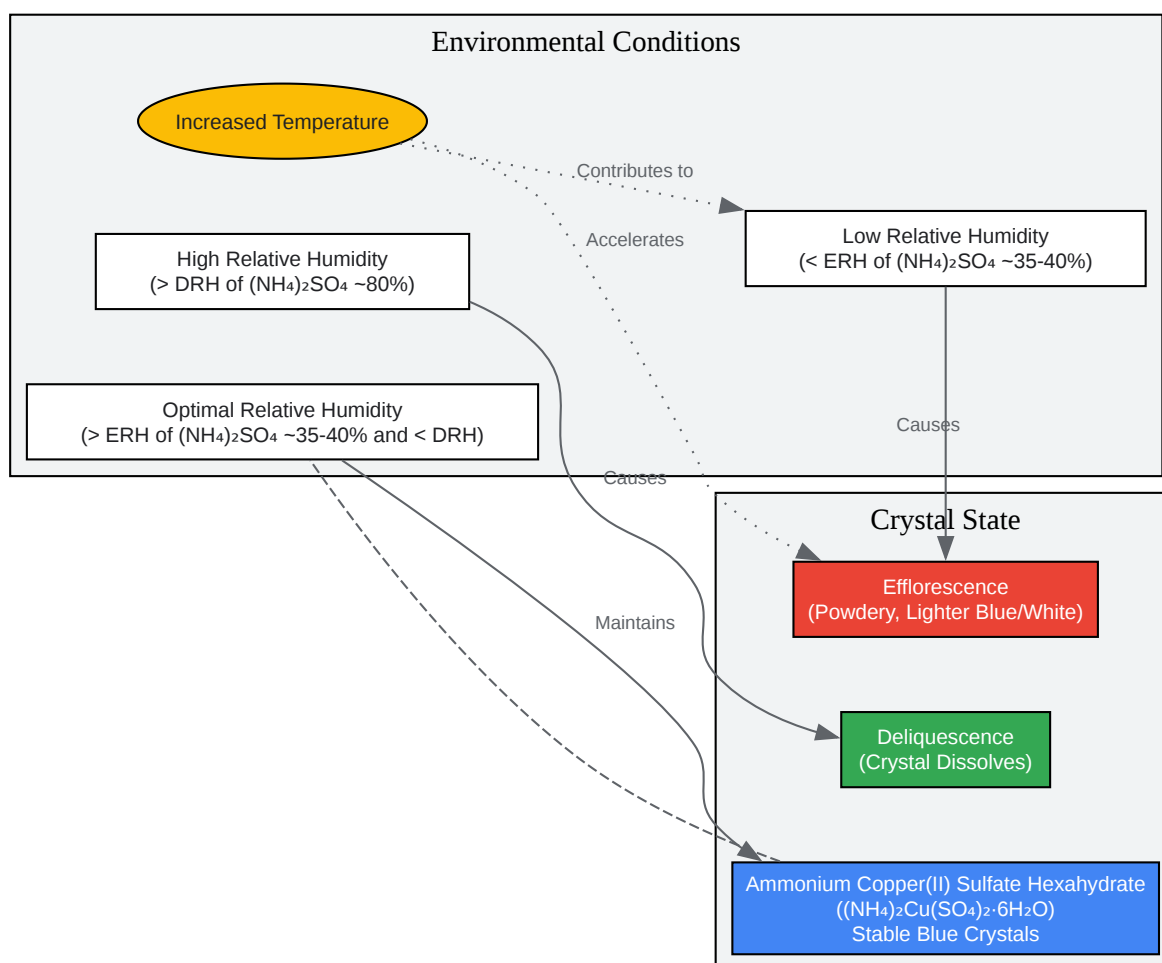 Environmental Conditions
Increased Temperature
Contributes to
Accelerates
Low Relative Humidity
(< ERH of (NH₄)₂SO₄ ~35-40%)
High Relative Humidity
(> DRH of (NH₄)₂SO₄ ~80%)
Optimal Relative Humidity
(> ERH of (NH₄)₂SO₄ ~35-40% and < DRH)
Causes
Causes
Crystal State
Efflorescence
(Powdery, Lighter Blue/White)
Maintains
Deliquescence
(Crystal Dissolves)
Ammonium Copper(II) Sulfate Hexahydrate
((NH₄)₂Cu(SO₄)₂·6H₂O)
Stable Blue Crystals